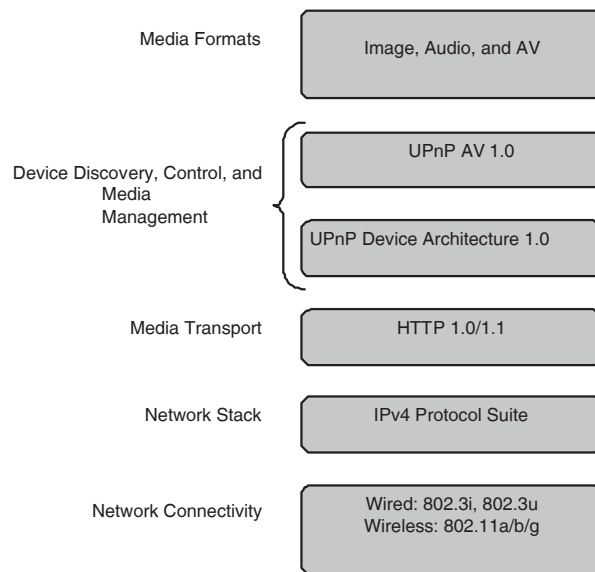 Media Formats
Image, Audio, and AV
UPnP AV 1.0
Device Discovery, Control, and
Media
Management
UPnP Device Architecture 1.0
Media Transport
HTTP 1.0/1.1
Network Stack
IPv4 Protocol Suite
Network Connectivity
Wired: 802.3i, 802.3u
Wireless: 802.11a/b/g